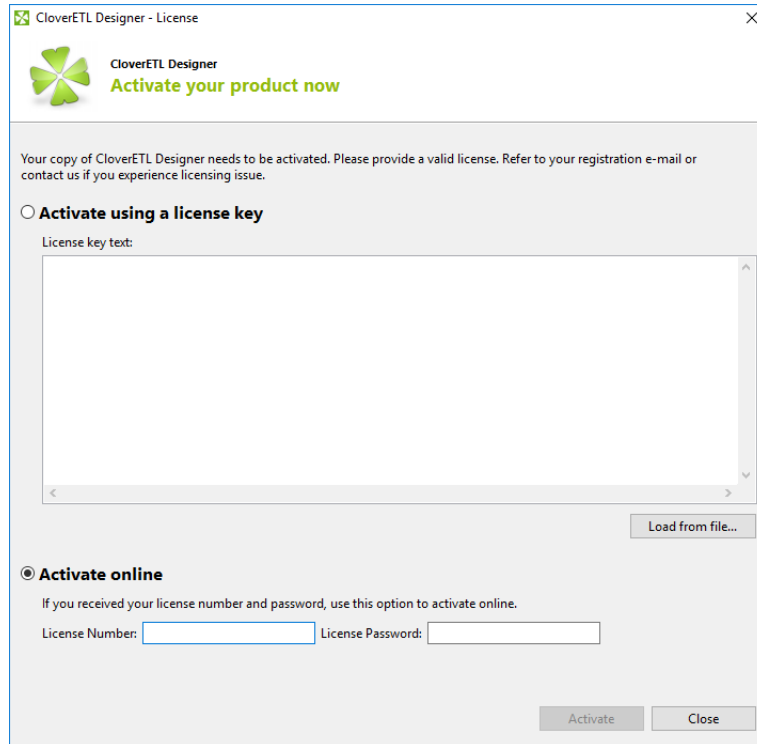 CloverETL Designer - License
CloverETL Designer
Activate your product now
Your copy of CloverETL Designer needs to be activated. Please provide a valid license. Refer to your registration e-mail or
contact us if you experience licensing issue.
Activate using a license key
License key text:
Load from file...
Activate online
If you received your license number and password, use this option to activate online.
License Number: License Password:
Activate Close